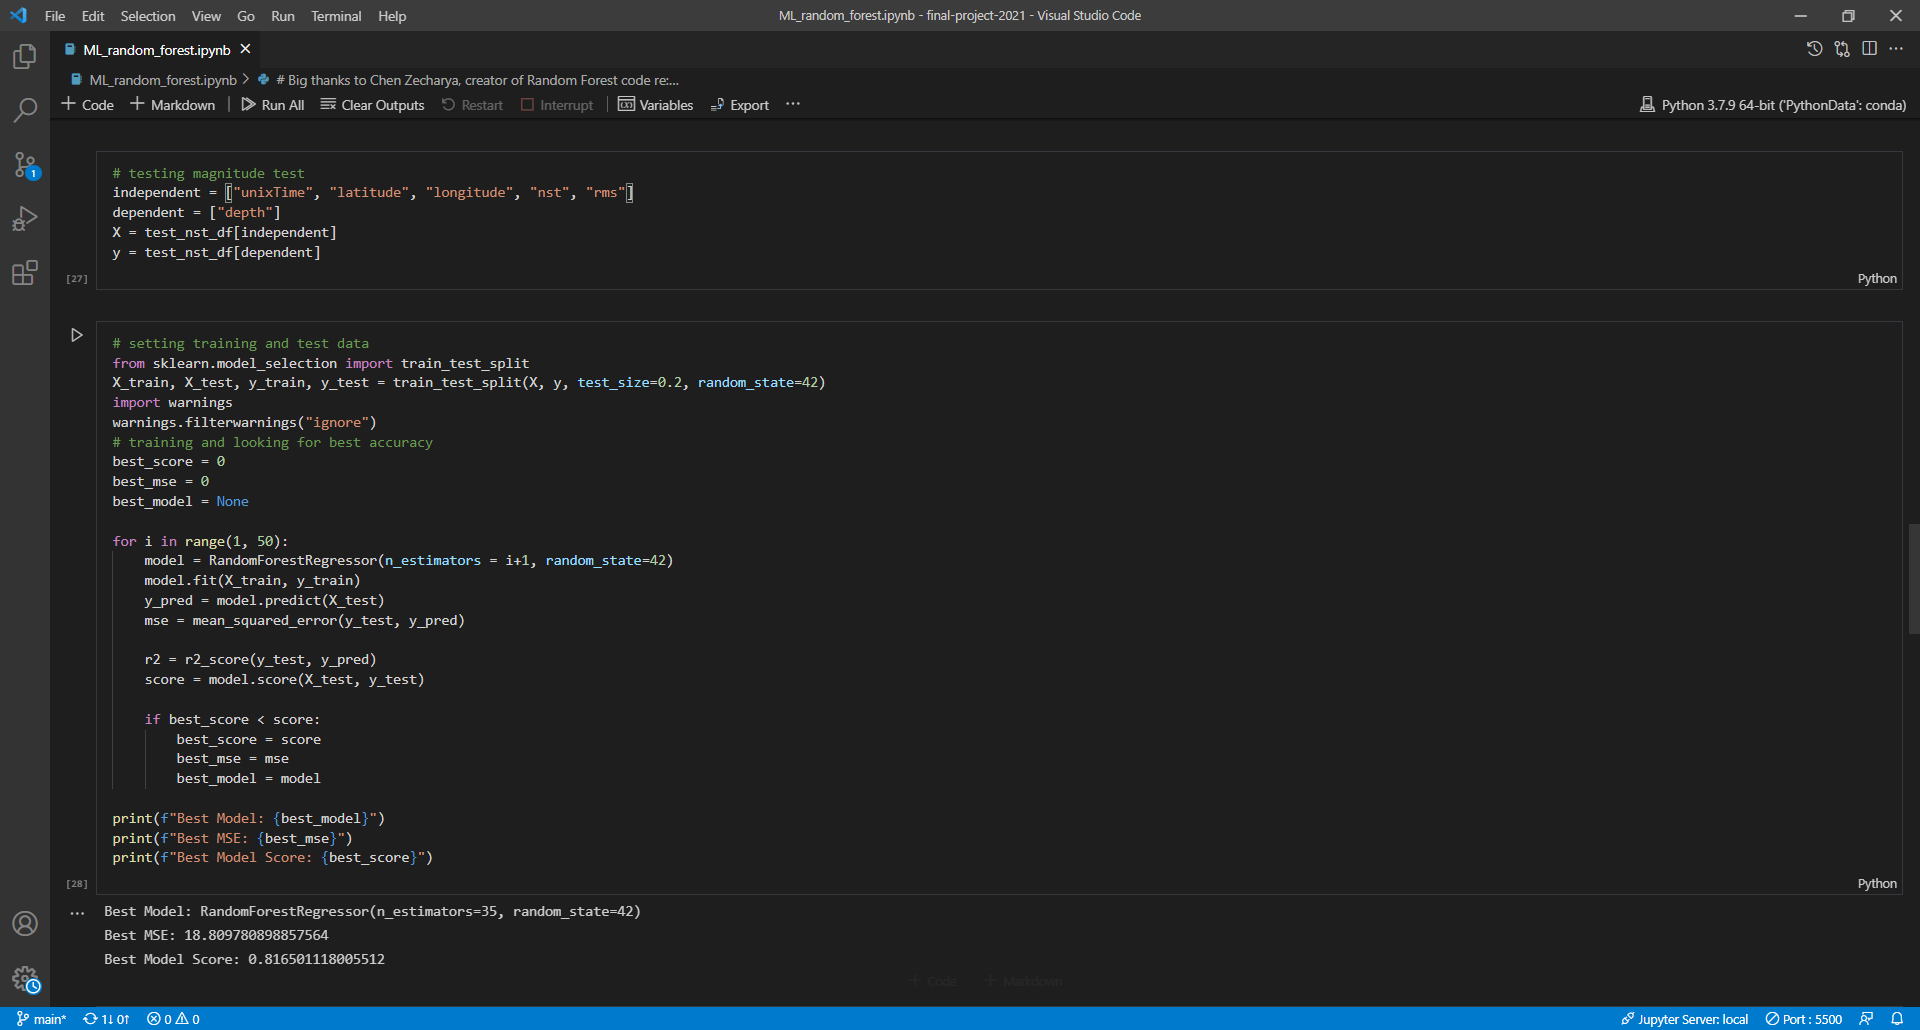 File Edit Selection View Go Run Terminal Help
ML_random_forest.ipynb - final-project-2021 - Visual Studio Code
ML_random_forest.ipynb
ML_random_forest.ipynb > # Big thanks to Chen Zecharya, creator of Random Forest code re:...
+ Code + Markdown | Run All Clear Outputs Restart Interrupt | Variables Export ...
Python 3.7.9 64-bit ('PythonData': conda)
# testing magnitude test
independent = ["unixTime", "latitude", "longitude", "nst", "rms"]
dependent = ["depth"]
X = test_nst_df[independent]
y = test_nst_df[dependent]
[27]
Python
# setting training and test data
from sklearn.model_selection import train_test_split
X_train, X_test, y_train, y_test = train_test_split(X, y, test_size=0.2, random_state=42)
import warnings
warnings.filterwarnings("ignore")
# training and looking for best accuracy
best_score = 0
best_mse = 0
best_model = None
for i in range(1, 50):
    model = RandomForestRegressor(n_estimators = i+1, random_state=42)
    model.fit(X_train, y_train)
    y_pred = model.predict(X_test)
    mse = mean_squared_error(y_test, y_pred)
    r2 = r2_score(y_test, y_pred)
    score = model.score(X_test, y_test)
    if best_score < score:
        best_score = score
        best_mse = mse
        best_model = model
print(f"Best Model: {best_model}")
print(f"Best MSE: {best_mse}")
print(f"Best Model Score: {best_score}")
[28]
Python
Best Model: RandomForestRegressor(n_estimators=35, random_state=42)
Best MSE: 18.809780898857564
Best Model Score: 0.816501118005512
+ Code + Markdown
1
main* 1↓ 0↑ 0 0
Jupyter Server: local Port : 5500